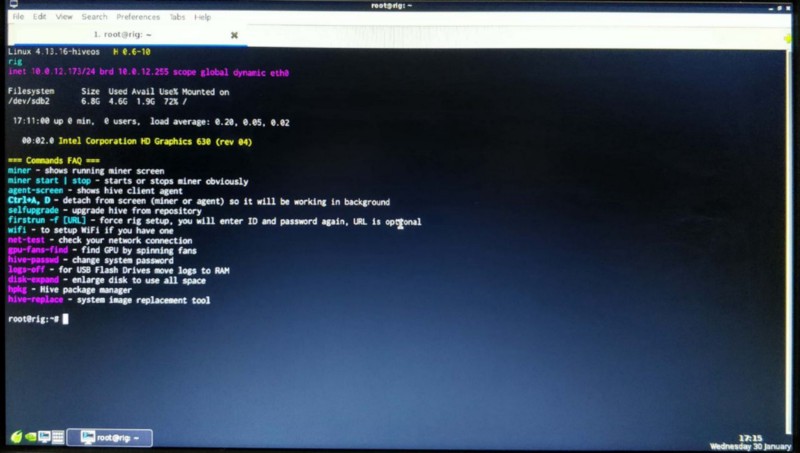 root@rig: ~
File Edit View Search Preferences Tabs Help
1. root@rig: ~
Linux 4.13.16-hiveos H 0.6-10
rig
inet 10.0.12.173/24 brd 10.0.12.255 scope global dynamic eth0
Filesystem Size Used Avail Use% Mounted on
/dev/sdb2 6.8G 4.6G 1.9G 72% /
17:11:00 up 0 min, 0 users, load average: 0.20, 0.05, 0.02
00:02.0 Intel Corporation HD Graphics 630 (rev 04)
=== Commands FAQ ===
miner - shows running miner screen
miner start | stop - starts or stops miner obviously
agent-screen - shows hive client agent
Ctrl+A, D - detach from screen (miner or agent) so it will be working in background
selfupgrade - upgrade hive from repository
firstrun -f [URL] - force rig setup, you will enter ID and password again, URL is optional
wifi - to setup WiFi if you have one
net-test - check your network connection
gpu-fans-find - find GPU by spinning fans
hive-passwd - change system password
logs-off - for USB Flash Drives move logs to RAM
disk-expand - enlarge disk to use all space
hpkg - Hive package manager
hive-replace - system image replacement tool
root@rig:~#
root@rig: ~
17:15
Wednesday 30 January